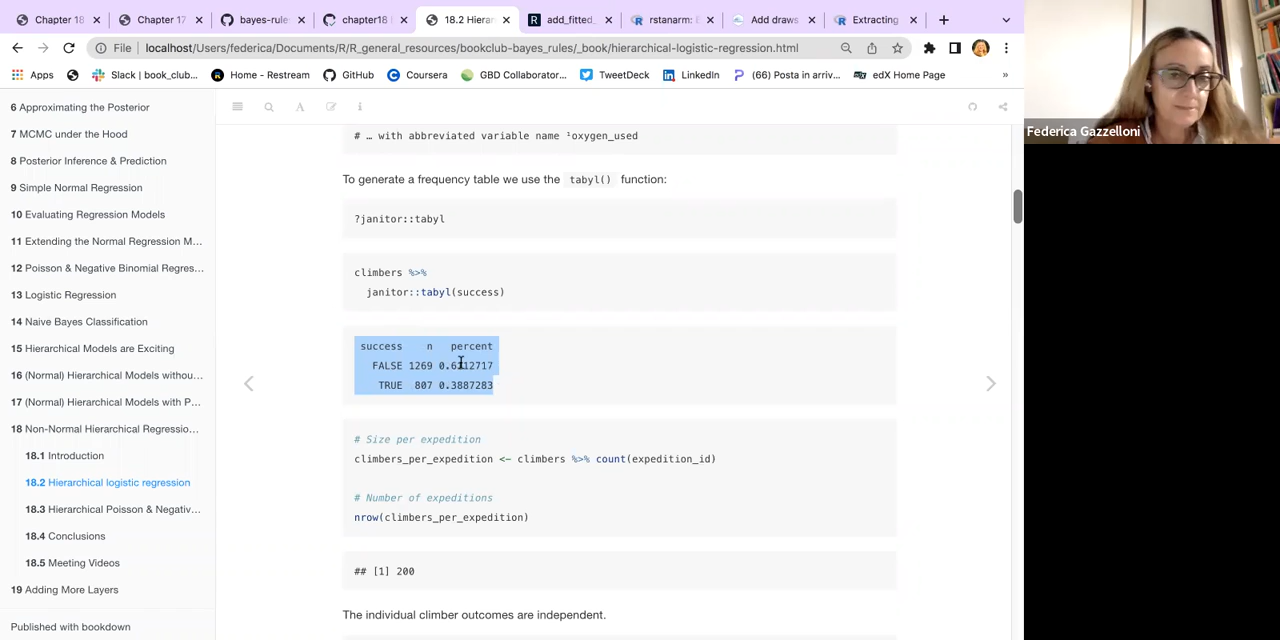 Chapter 18
Chapter 17
bayes-rule
chapter18
18.2 Hierar
add_fitted_
rstanarm:
Add draws
Extracting
File
localhost/Users/federica/Documents/R/R_general_resources/bookclub-bayes_rules/_book/hierarchical-logistic-regression.html
Apps
Slack | book_club...
Home - Restream
GitHub
Coursera
GBD Collaborator...
TweetDeck
LinkedIn
(66) Posta in arriv...
edX Home Page
»
6 Approximating the Posterior
7 MCMC under the Hood
8 Posterior Inference & Prediction
9 Simple Normal Regression
10 Evaluating Regression Models
11 Extending the Normal Regression M...
12 Poisson & Negative Binomial Regres...
13 Logistic Regression
14 Naive Bayes Classification
15 Hierarchical Models are Exciting
16 (Normal) Hierarchical Models withou...
17 (Normal) Hierarchical Models with P...
18 Non-Normal Hierarchical Regressio...
18.1 Introduction
18.2 Hierarchical logistic regression
18.3 Hierarchical Poisson & Negativ...
18.4 Conclusions
18.5 Meeting Videos
19 Adding More Layers
Published with bookdown
# … with abbreviated variable name ¹oxygen_used
To generate a frequency table we use the tabyl() function:
?janitor::tabyl
climbers %>%
janitor::tabyl(success)
success n percent
FALSE 1269 0.6112717
TRUE 807 0.3887283
# Size per expedition
climbers_per_expedition <- climbers %>% count(expedition_id)
# Number of expeditions
nrow(climbers_per_expedition)
## [1] 200
The individual climber outcomes are independent.
Federica Gazzelloni